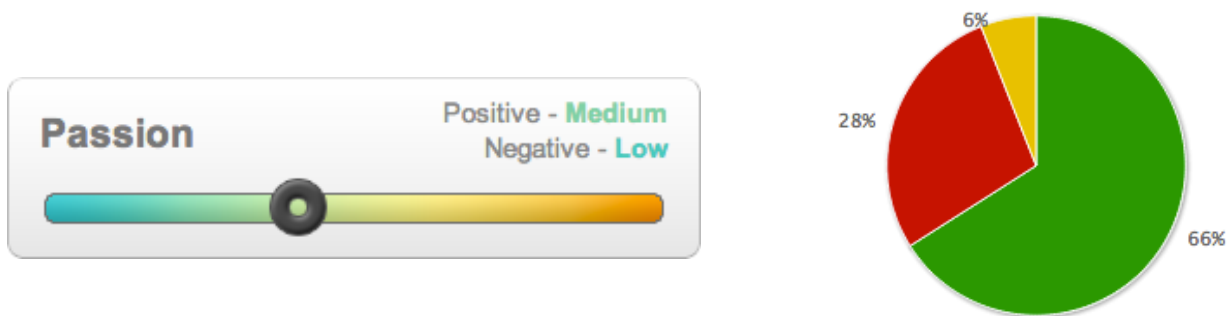 Passion
Positive - Medium
Negative - Low
6%
28%
66%